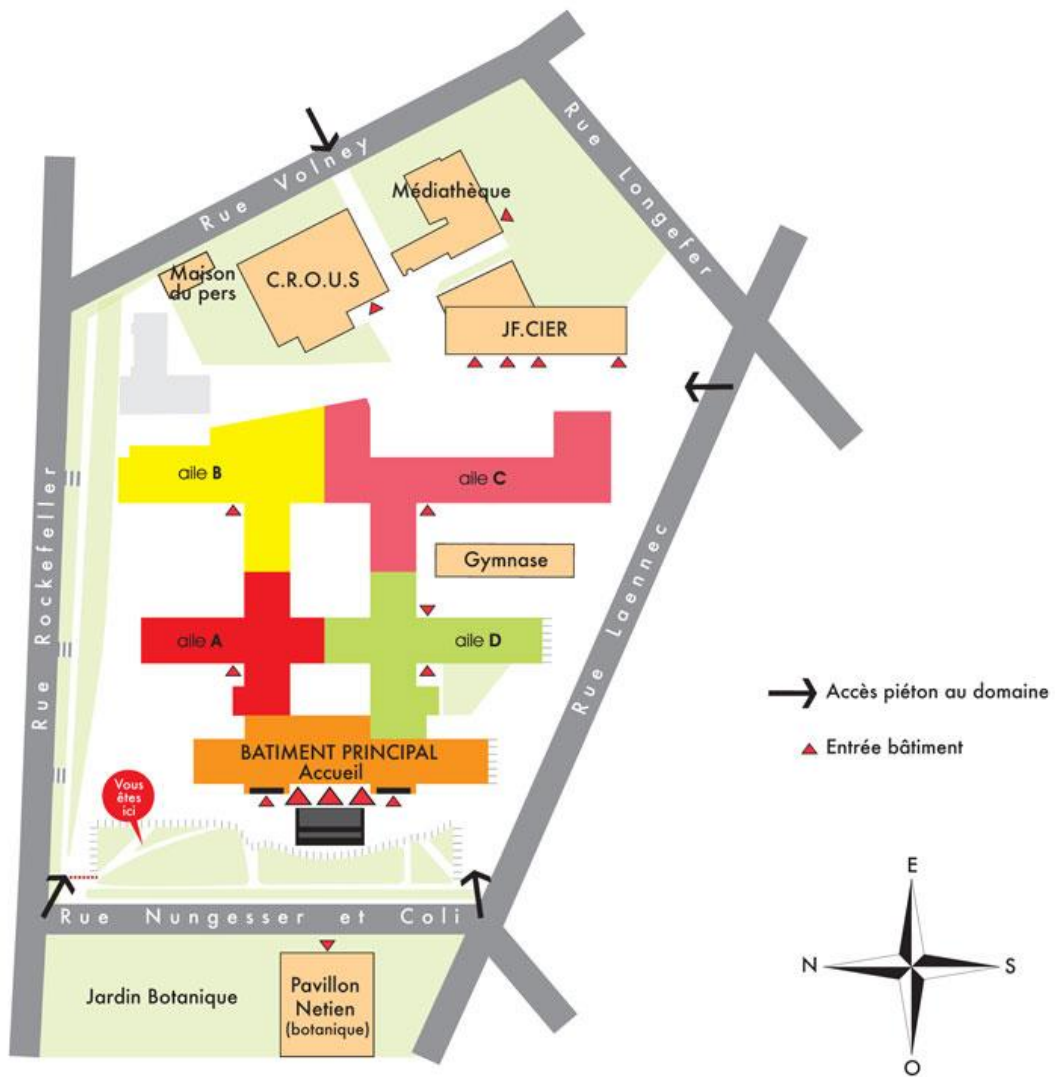 Rue Volney
Rue Longefer
Médiathèque
Maison
du pers
C.R.O.U.S
JF.CIER
aile B
aile C
Rue Rockefeller
Gymnase
Rue Laennec
aile A
aile D
Accès piéton au domaine
Entrée bâtiment
BATIMENT PRINCIPAL
Accueil
Vous
êtes
ici
Rue Nungesser et Coli
Jardin Botanique
Pavillon
Netien
(botanique)
E
N
S
O